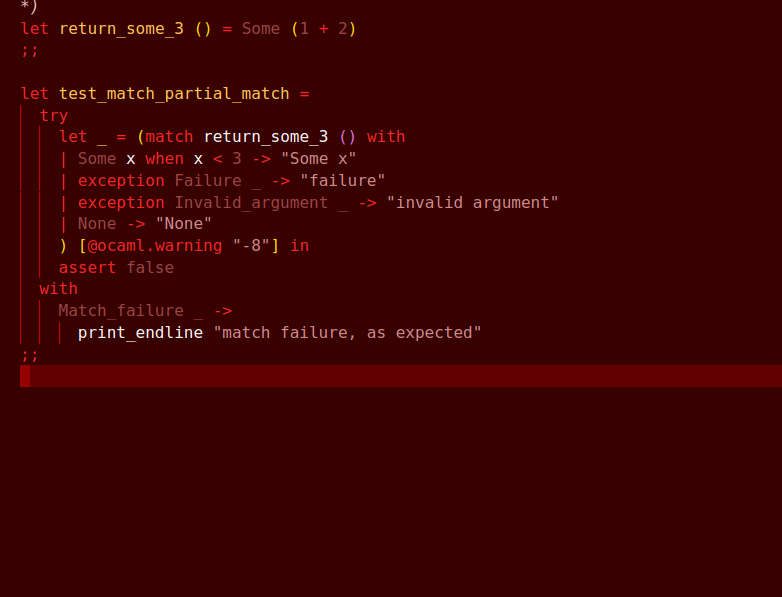 *)
let return_some_3 () = Some (1 + 2)
;;
let test_match_partial_match =
try
let _ = (match return_some_3 () with
| Some x when x < 3 -> "Some x"
| exception Failure _ -> "failure"
| exception Invalid_argument _ -> "invalid argument"
| None -> "None"
) [@ocaml.warning "-8"] in
assert false
with
Match_failure _ ->
print_endline "match failure, as expected"
;;